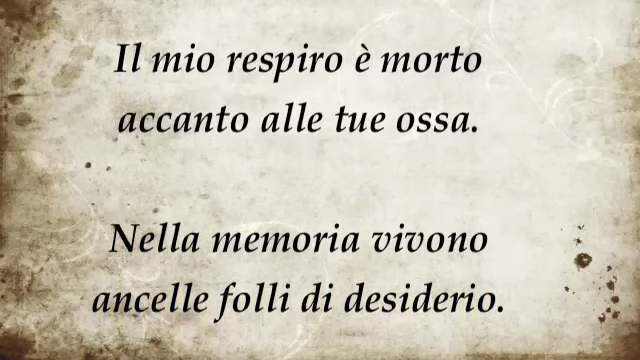 Il mio respiro è morto
accanto alle tue ossa.
Nella memoria vivono
ancelle folli di desiderio.